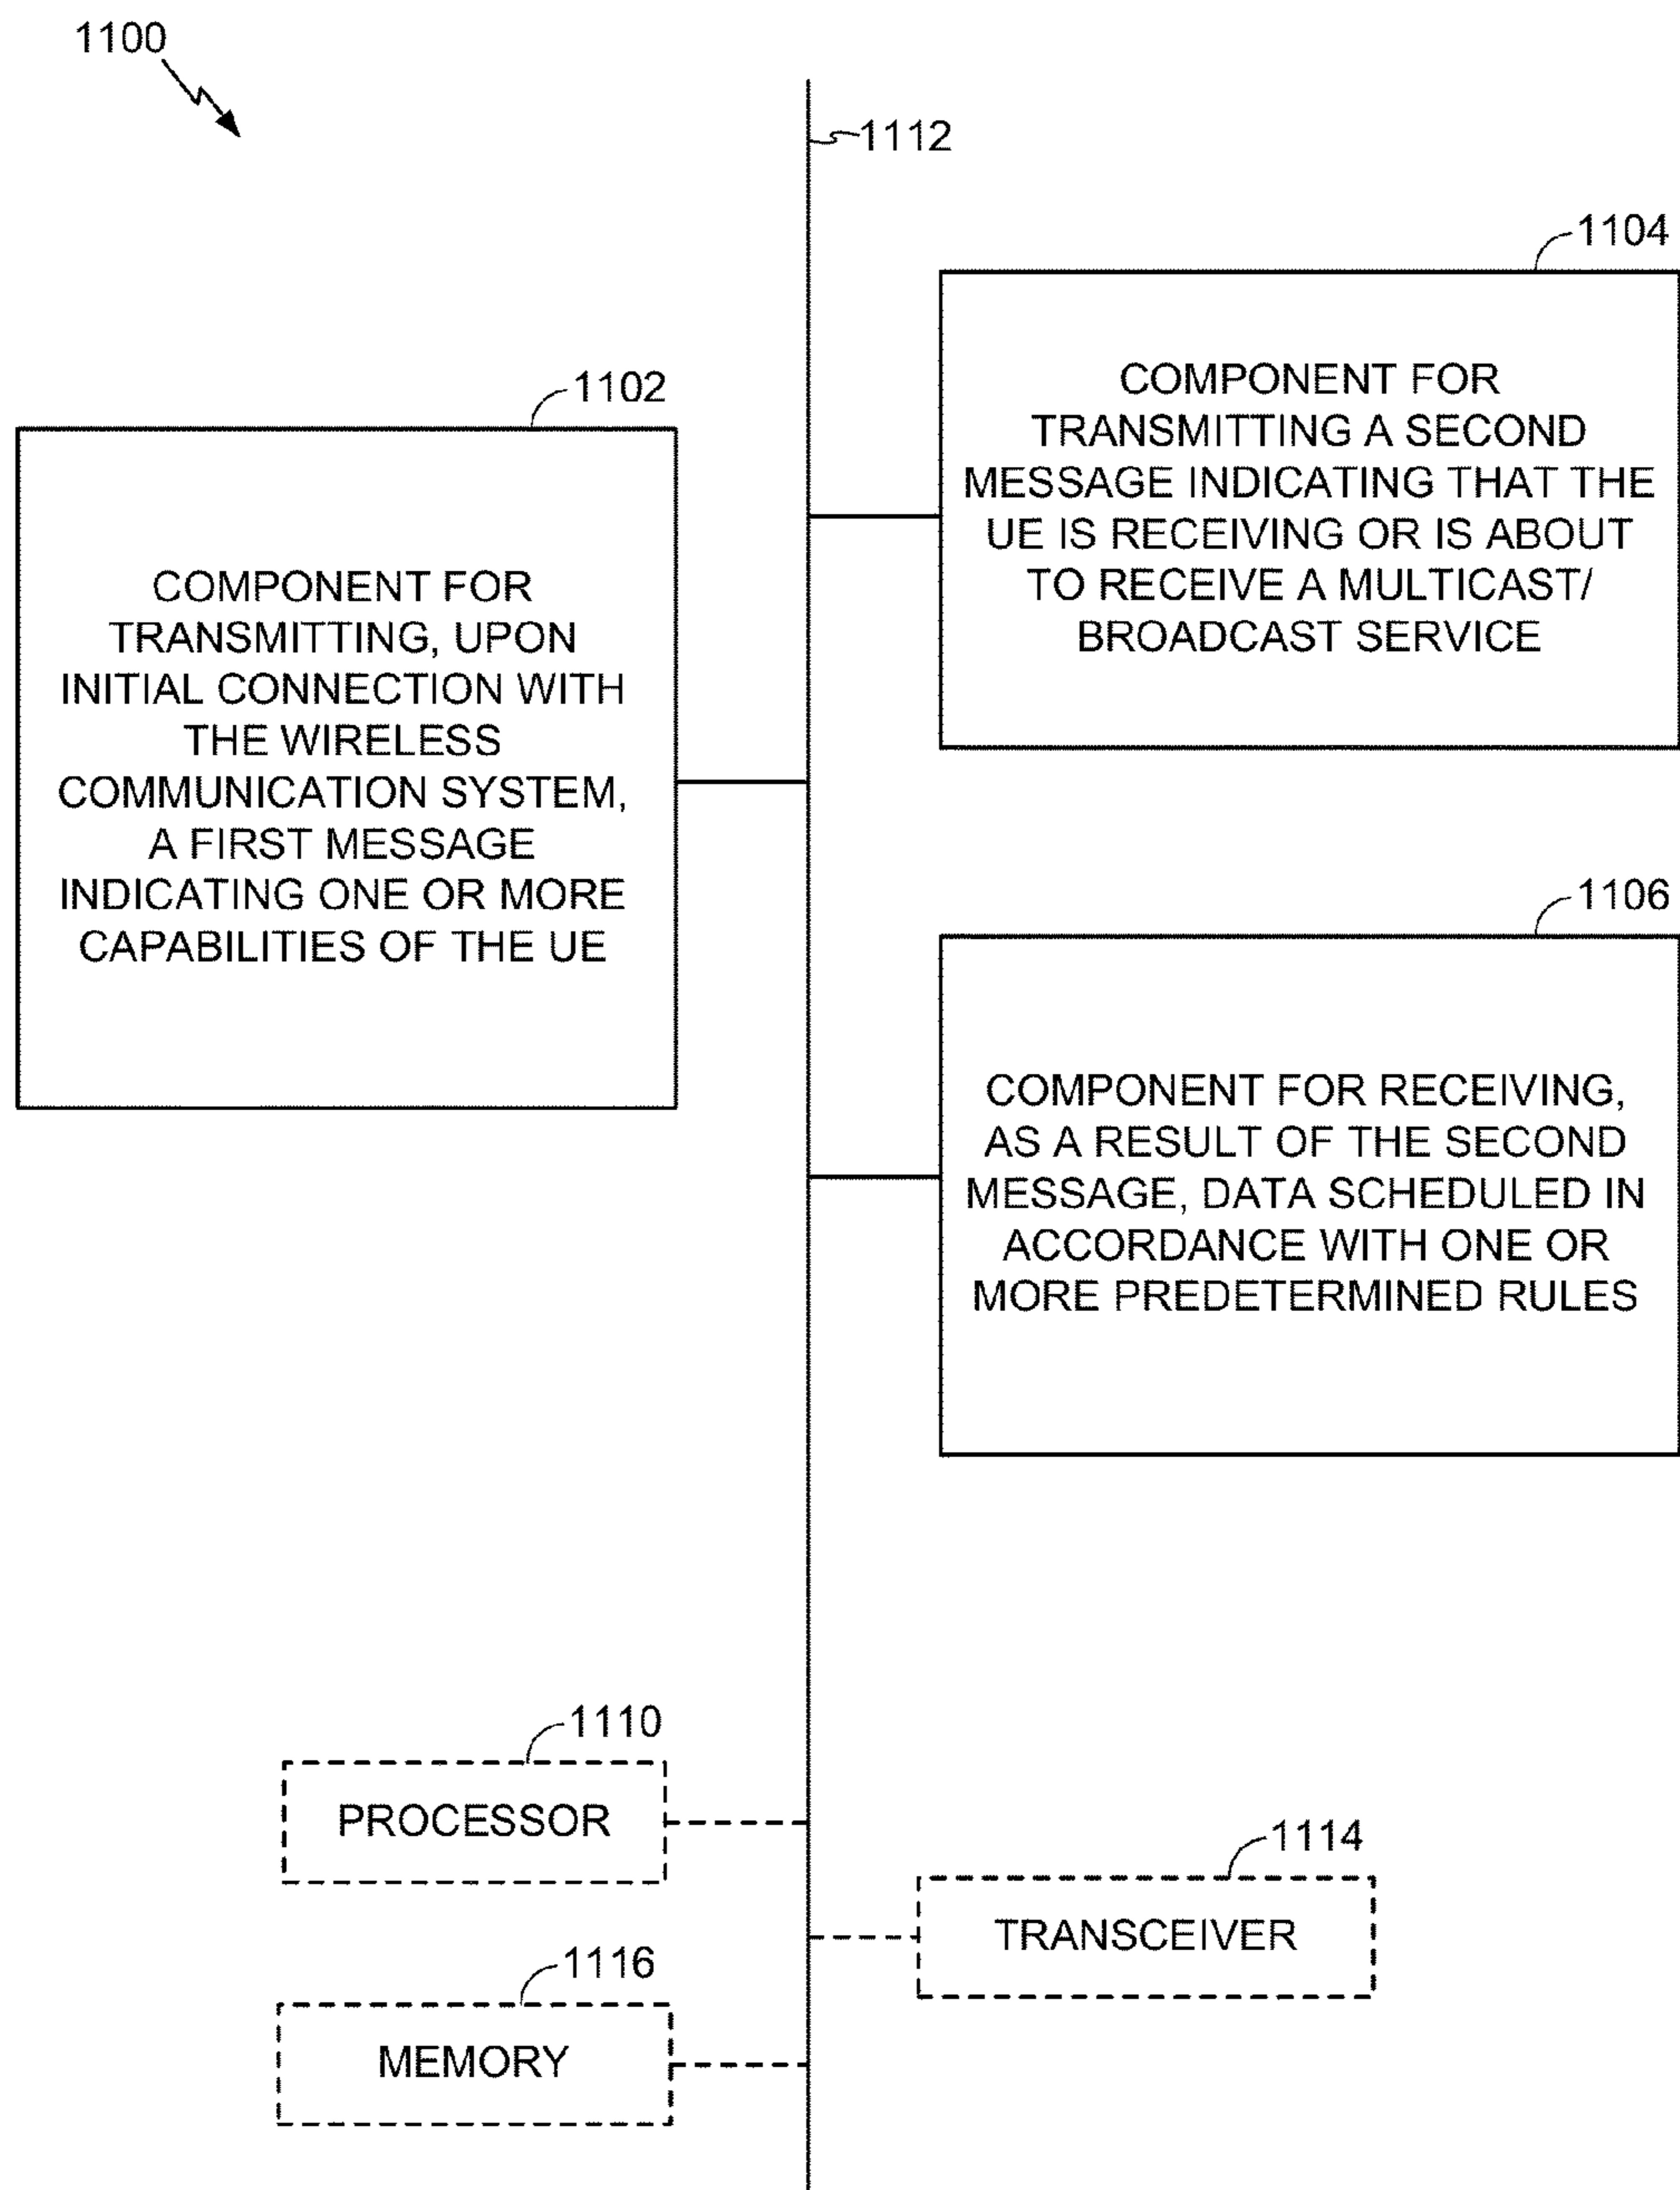 1100
1112
1104
COMPONENT FOR
TRANSMITTING A SECOND
MESSAGE INDICATING THAT THE
UE IS RECEIVING OR IS ABOUT
TO RECEIVE A MULTICAST/
BROADCAST SERVICE
1102
COMPONENT FOR
TRANSMITTING, UPON
INITIAL CONNECTION WITH
THE WIRELESS
COMMUNICATION SYSTEM,
A FIRST MESSAGE
INDICATING ONE OR MORE
CAPABILITIES OF THE UE
1106
COMPONENT FOR RECEIVING,
AS A RESULT OF THE SECOND
MESSAGE, DATA SCHEDULED IN
ACCORDANCE WITH ONE OR
MORE PREDETERMINED RULES
1110
PROCESSOR
1114
TRANSCEIVER
1116
MEMORY